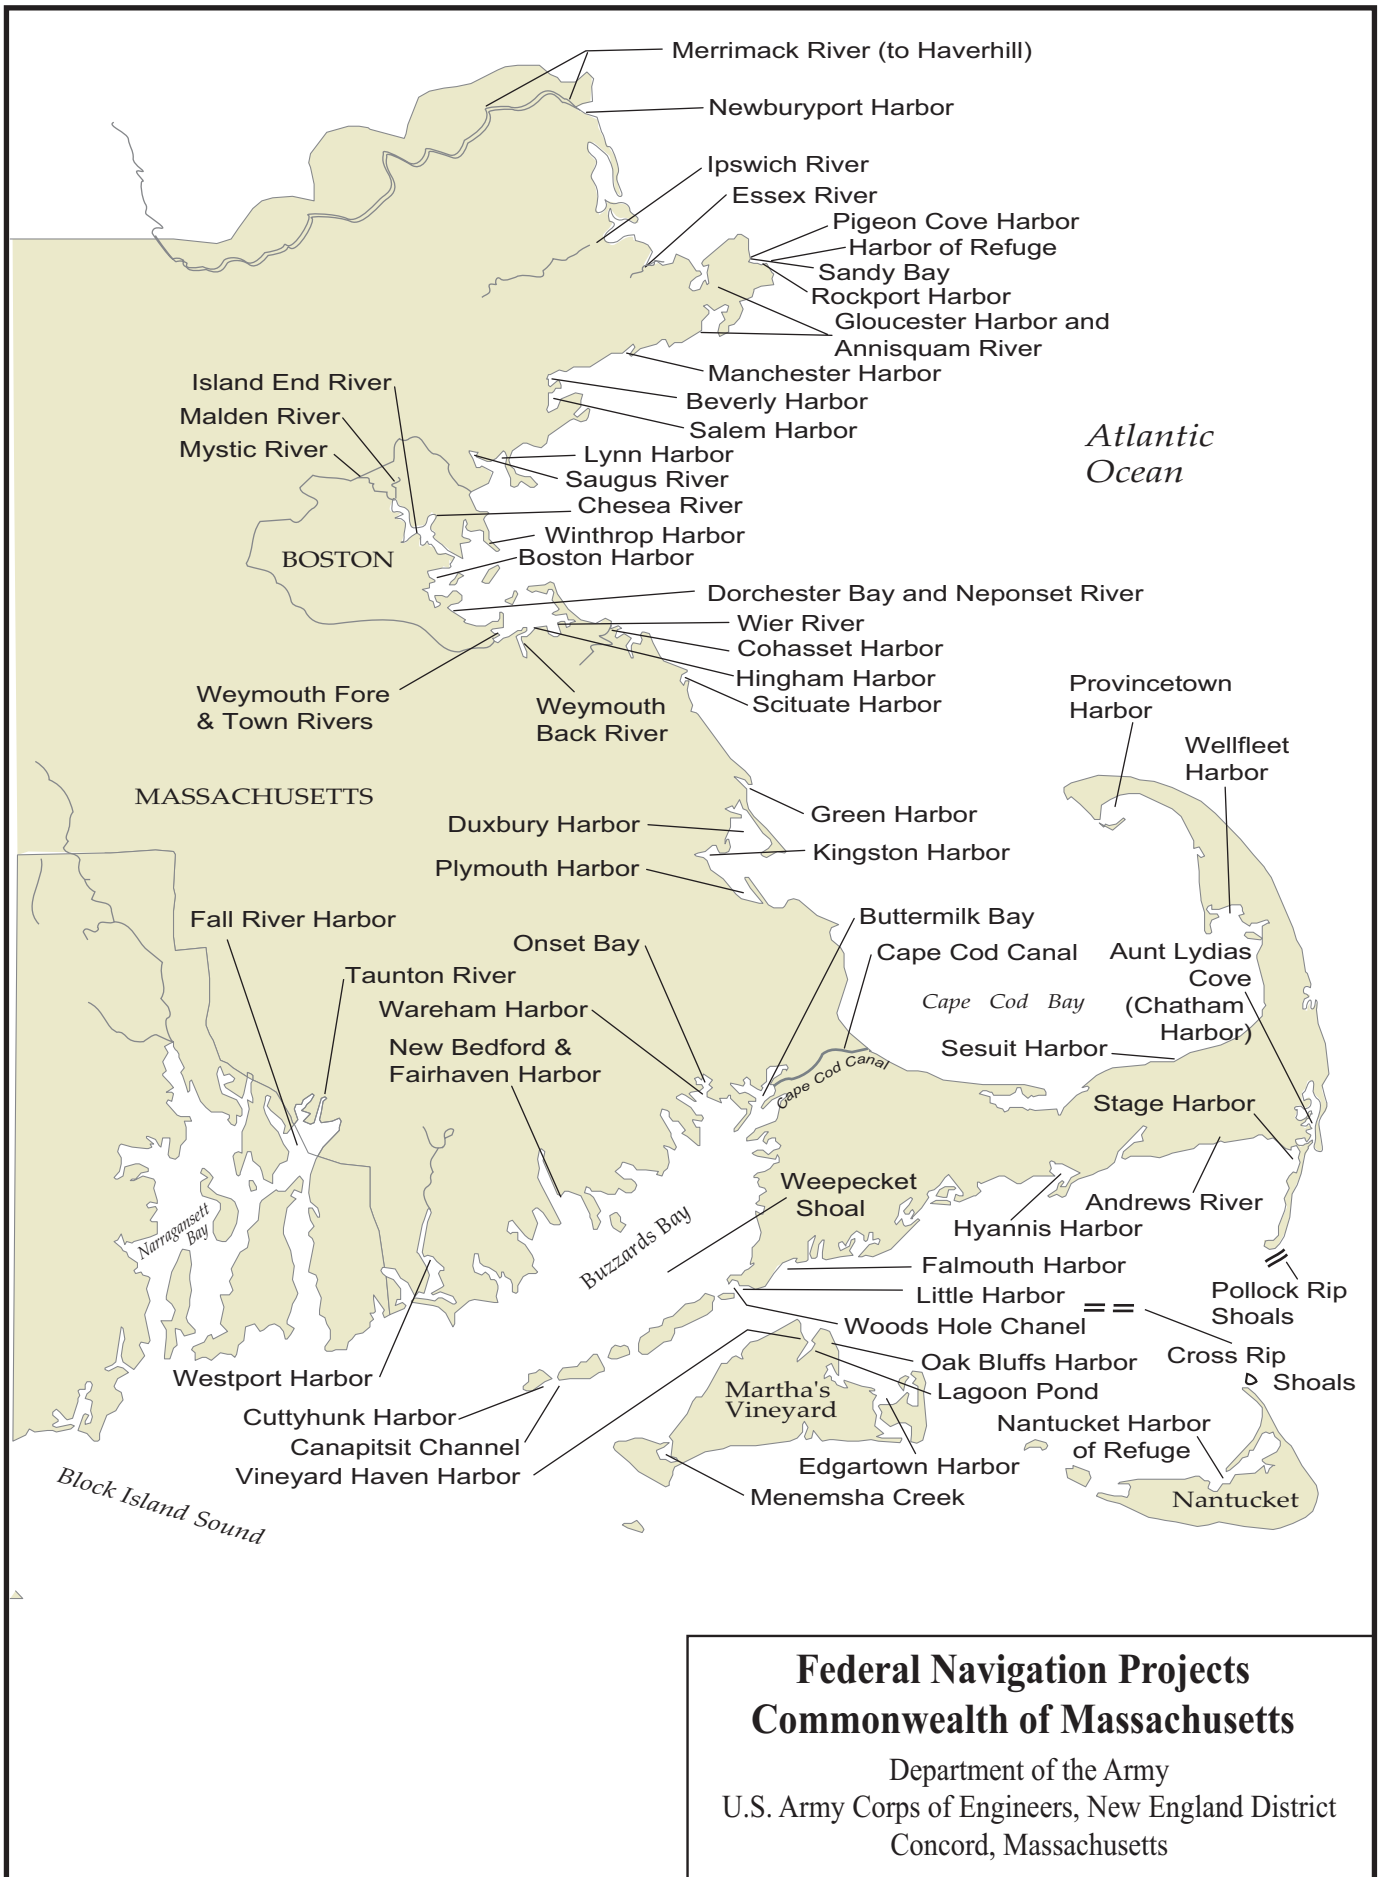 Merrimack River (to Haverhill)
Newburyport Harbor
Ipswich River
Essex River
Pigeon Cove Harbor
Harbor of Refuge
Sandy Bay
Rockport Harbor
Gloucester Harbor and
Annisquam River
Manchester Harbor
Island End River
Beverly Harbor
Malden River
Salem Harbor
Mystic River
Atlantic
Ocean
Lynn Harbor
Saugus River
Chesea River
Winthrop Harbor
BOSTON
Boston Harbor
Dorchester Bay and Neponset River
Wier River
Cohasset Harbor
Hingham Harbor
Scituate Harbor
Weymouth Fore
& Town Rivers
Weymouth
Back River
Provincetown
Harbor
Wellfleet
Harbor
MASSACHUSETTS
Green Harbor
Duxbury Harbor
Kingston Harbor
Plymouth Harbor
Fall River Harbor
Buttermilk Bay
Onset Bay
Cape Cod Canal
Aunt Lydias
Cove
(Chatham
Harbor)
Taunton River
Cape Cod Bay
Wareham Harbor
New Bedford &
Fairhaven Harbor
Sesuit Harbor
Cape Cod Canal
Stage Harbor
Weepecket
Shoal
Andrews River
Hyannis Harbor
Narragansett
Bay
Buzzards Bay
Falmouth Harbor
Little Harbor
Pollock Rip
Shoals
Woods Hole Chanel
Cross Rip
Shoals
Oak Bluffs Harbor
Westport Harbor
Lagoon Pond
Martha's
Vineyard
Cuttyhunk Harbor
Nantucket Harbor
of Refuge
Canapitsit Channel
Vineyard Haven Harbor
Edgartown Harbor
Menemsha Creek
Nantucket
Block Island Sound
Federal Navigation Projects
Commonwealth of Massachusetts
Department of the Army
U.S. Army Corps of Engineers, New England District
Concord, Massachusetts